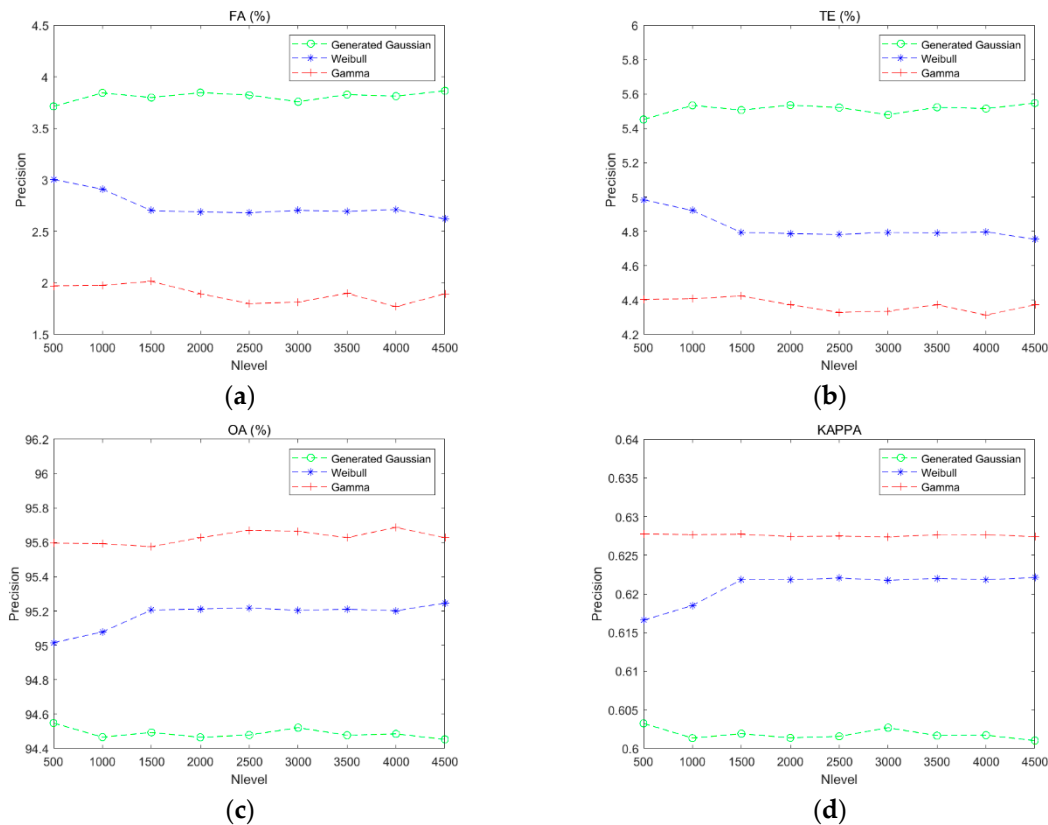 FA (%)
4.5
4
3.5
3
2.5
2
1.5
Precision
500 1000 1500 2000 2500 3000 3500 4000 4500
Nlevel
Generated Gaussian
Weibull
Gamma
(a)
TE (%)
6
5.8
5.6
5.4
5.2
5
4.8
4.6
4.4
4.2
Precision
500 1000 1500 2000 2500 3000 3500 4000 4500
Nlevel
Generated Gaussian
Weibull
Gamma
(b)
OA (%)
96.2
96
95.8
95.6
95.4
95.2
95
94.8
94.6
94.4
Precision
500 1000 1500 2000 2500 3000 3500 4000 4500
Nlevel
Generated Gaussian
Weibull
Gamma
(c)
KAPPA
0.64
0.635
0.63
0.625
0.62
0.615
0.61
0.605
0.6
Precision
500 1000 1500 2000 2500 3000 3500 4000 4500
Nlevel
Generated Gaussian
Weibull
Gamma
(d)